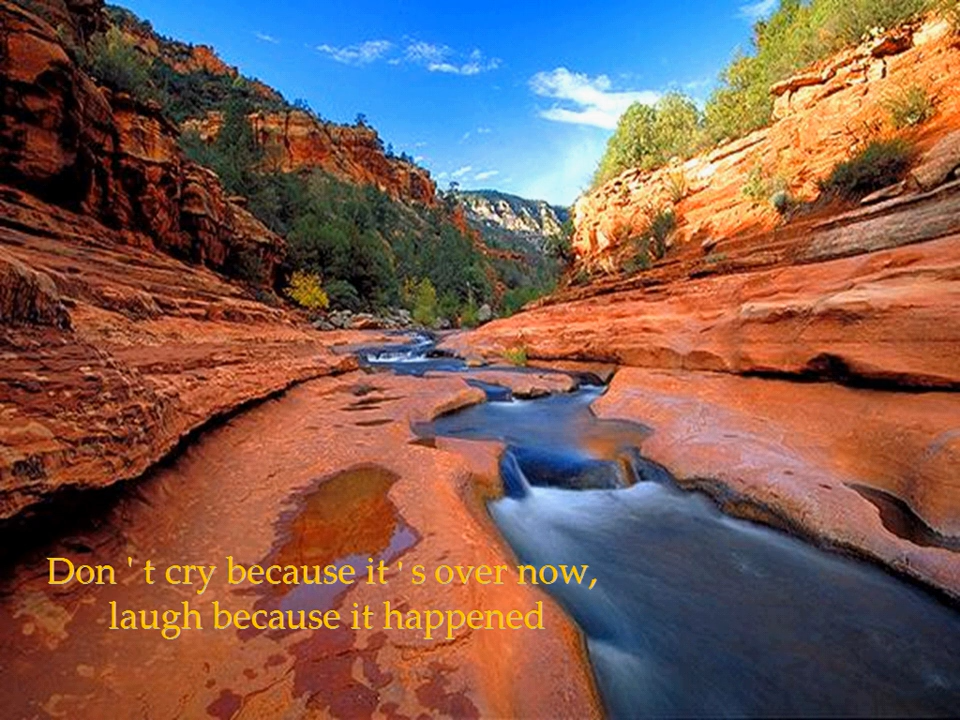 Don ' t cry because it ' s over now,
laugh because it happened